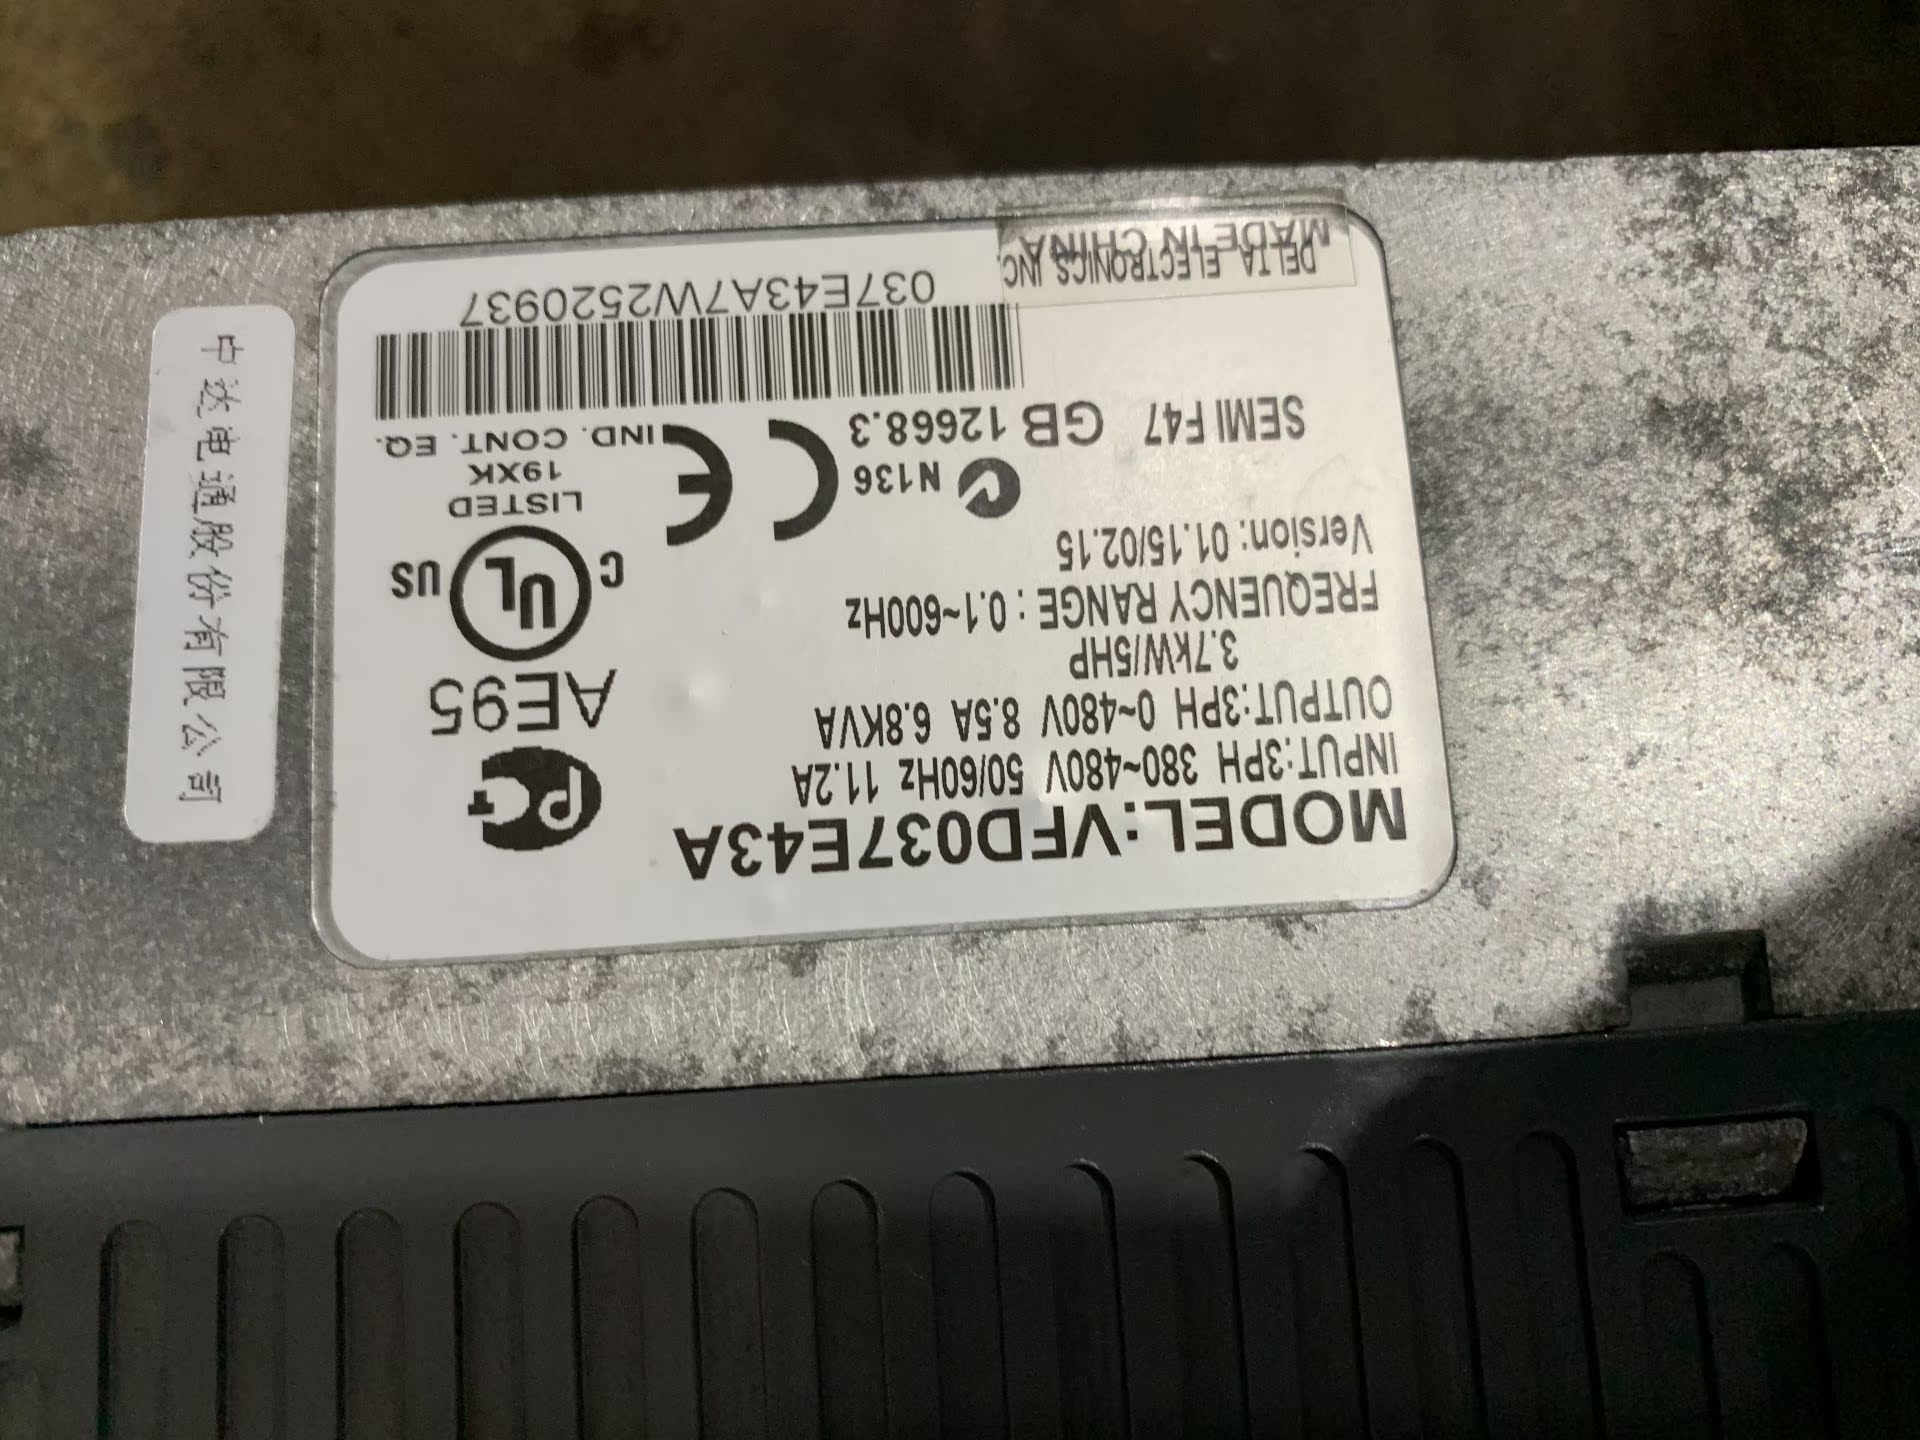 MODEL:VFD037E43A
INPUT:3PH 380~480V 50/60Hz 11.2A
OUTPUT:3PH 0~480V 8.5A 6.8KVA
3.7kW/5HP
FREQUENCY RANGE : 0.1~600Hz
Version: 01.15/02.15
N136
SEMI F47 GB 12668.3
PCT
AE95
C UL US
LISTED
19XK
IND. CONT. EQ.
CE
037E43A7W2520937
DELTA ELECTRONICS INC.
MADE IN CHINA
中达电通股份有限公司